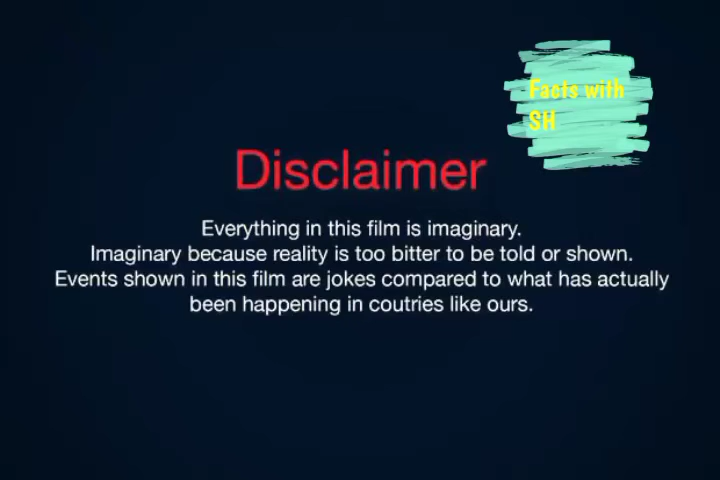 Facts with
SH
Disclaimer
Everything in this film is imaginary.
Imaginary because reality is too bitter to be told or shown.
Events shown in this film are jokes compared to what has actually
been happening in coutries like ours.